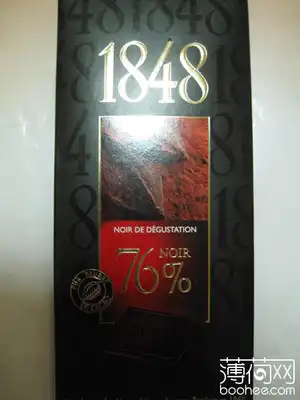 1848
NOIR DE DÉGUSTATION
76%
NOIR
薄荷网
boohee.com